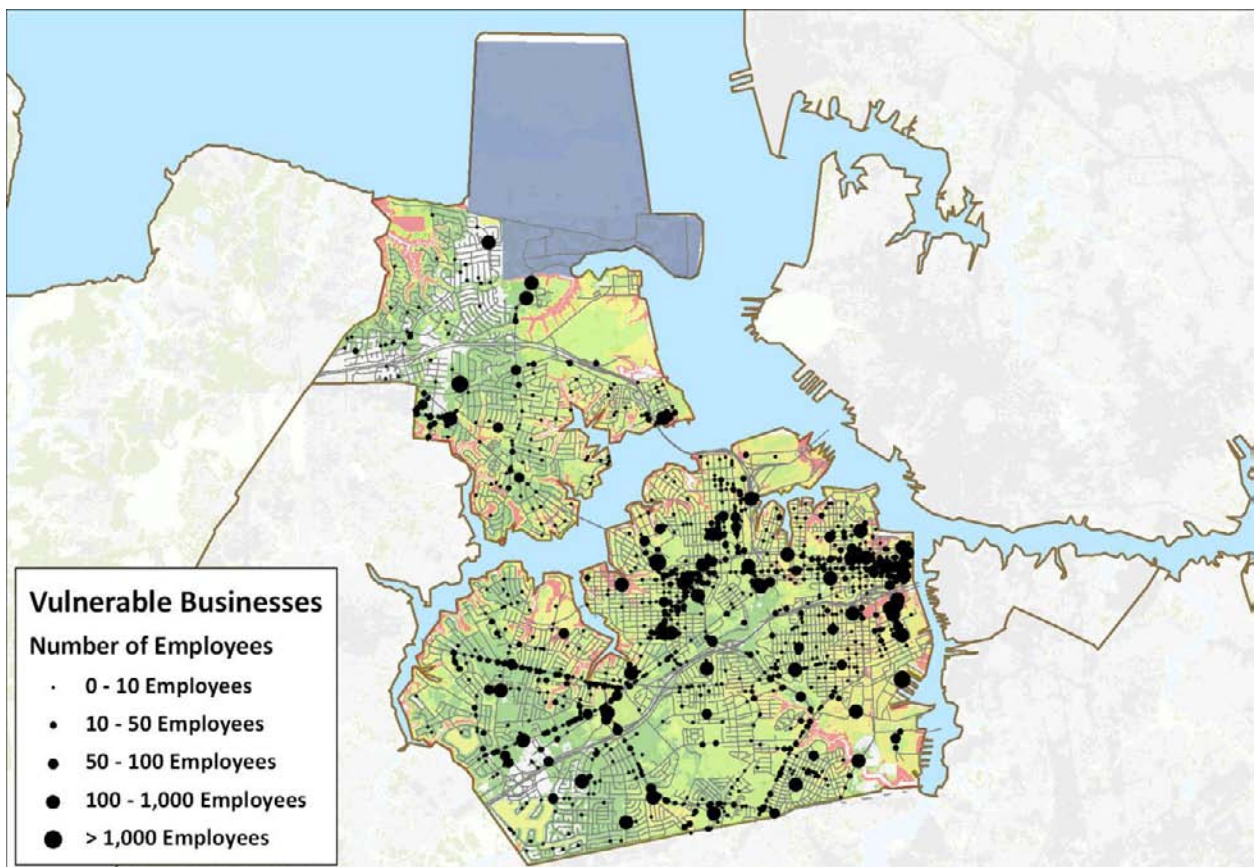 Vulnerable Businesses
Number of Employees
0 - 10 Employees
10 - 50 Employees
50 - 100 Employees
100 - 1,000 Employees
> 1,000 Employees